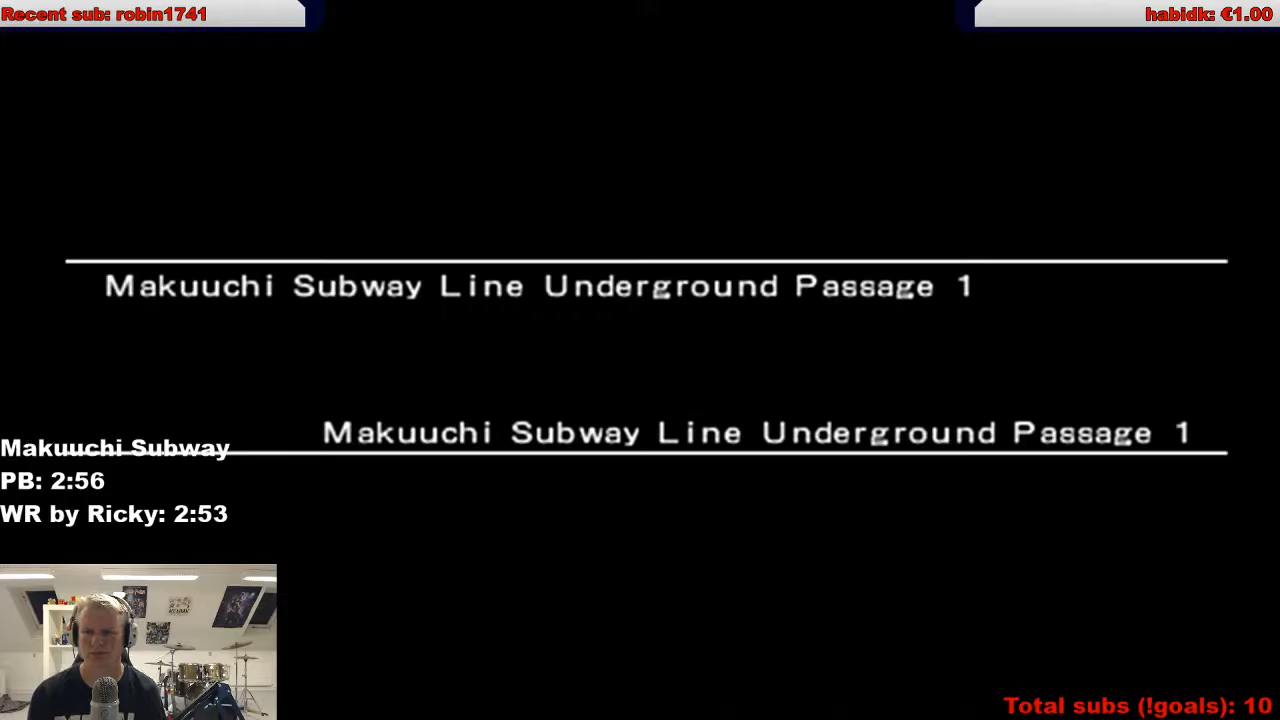 Recent sub: robin1741
habidk: €1.00
Makuuchi Subway Line Underground Passage 1
Makuuchi Subway Line Underground Passage 1
Makuuchi Subway
PB: 2:56
WR by Ricky: 2:53
Total subs (!goals): 10